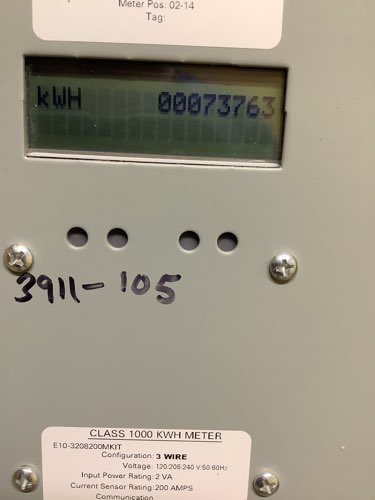 Meter Pos: 02-14
Tag:
kWH 00073763
3911-105
CLASS 1000 KWH METER
E10-3208200MKIT
Configuration: 3 WIRE
Voltage: 120:208:240 V:50:60Hz
Input Power Rating: 2 VA
Current Sensor Rating: 200 AMPS
Communication